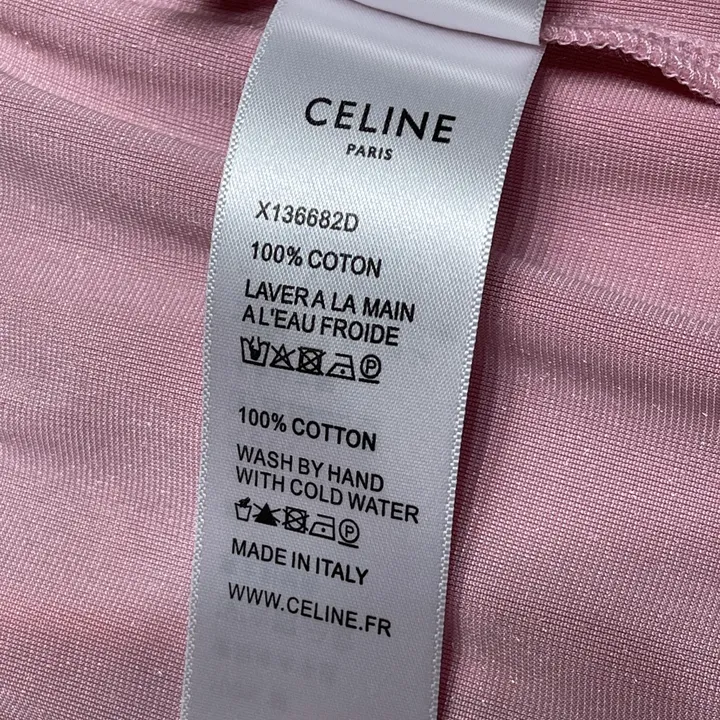 CELINE
PARIS
X136682D
100% COTON
LAVER A LA MAIN
A L'EAU FROIDE
P
100% COTTON
WASH BY HAND
WITH COLD WATER
P
MADE IN ITALY
WWW.CELINE.FR